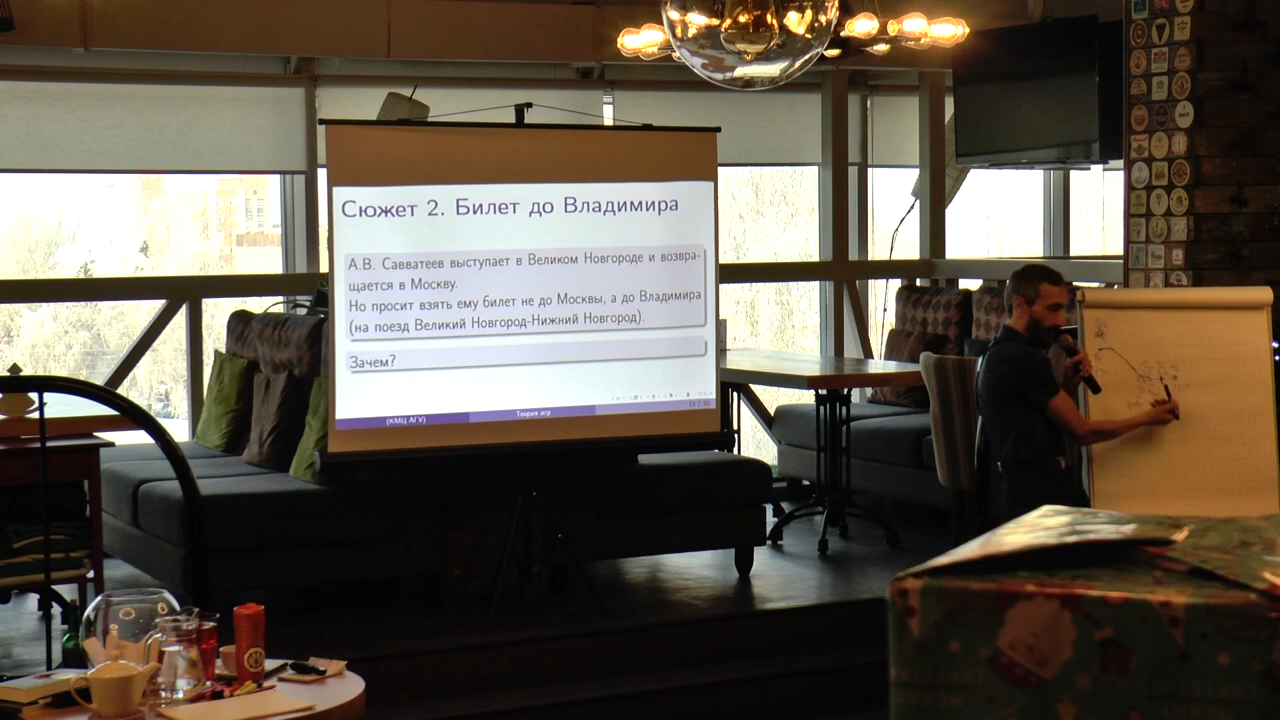 Сюжет 2. Билет до Владимира
А.В. Савватеев выступает в Великом Новгороде и возвра-
щается в Москву.
Но просит взять ему билет не до Москвы, а до Владимира
(на поезд Великий Новгород-Нижний Новгород).
Зачем?
(КМЦ АГУ)
Теория игр